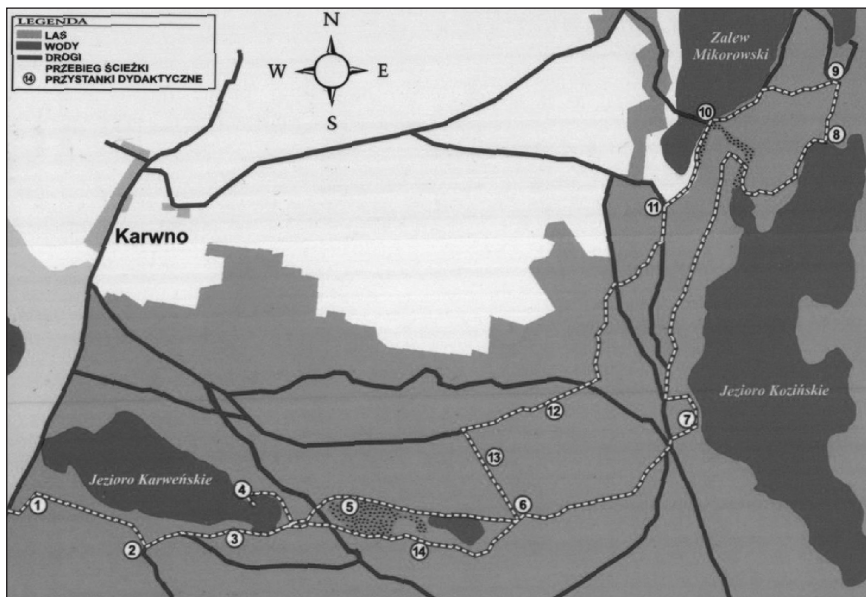 LEGENDA
LAS
WODY
DROGI
PRZEBIEG ŚCIEŻKI
14 PRZYSTANKI DYDAKTYCZNE
N
W E
S
Zalew
Mikorowski
9
10
8
11
Karwno
Jezioro Kozińskie
12
7
13
Jezioro Karweńskie
4
1
5
6
3
2
14